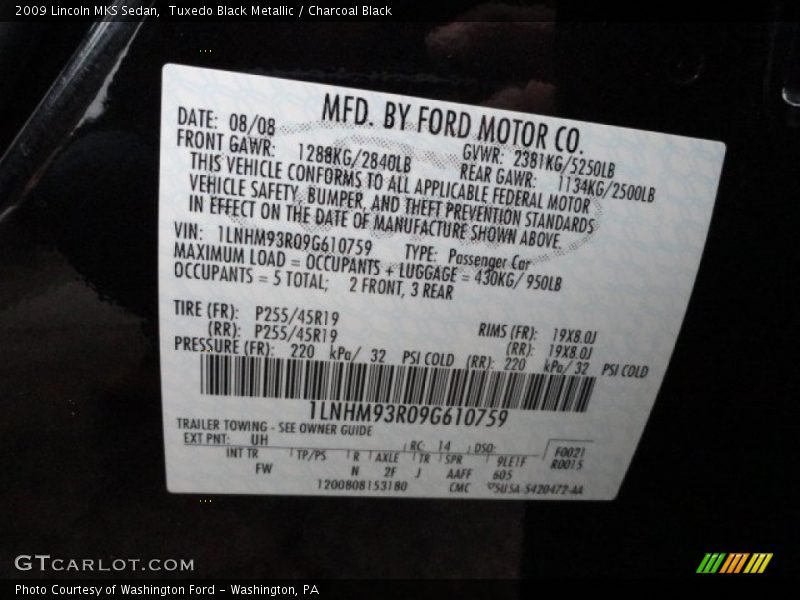 2009 Lincoln MKS Sedan, Tuxedo Black Metallic / Charcoal Black
MFD. BY FORD MOTOR CO.
DATE: 08/08 GVWR: 2381KG/5250LB
FRONT GAWR: 1288KG/2840LB REAR GAWR: 1134KG/2500LB
THIS VEHICLE CONFORMS TO ALL APPLICABLE FEDERAL MOTOR
VEHICLE SAFETY, BUMPER, AND THEFT PREVENTION STANDARDS
IN EFFECT ON THE DATE OF MANUFACTURE SHOWN ABOVE.
VIN: 1LNHM93R09G610759 TYPE: Passenger Car
MAXIMUM LOAD = OCCUPANTS + LUGGAGE = 430KG/ 950LB
OCCUPANTS = 5 TOTAL; 2 FRONT, 3 REAR
TIRE (FR): P255/45R19 RIMS (FR): 19X8.0J
(RR): P255/45R19 (RR): 19X8.0J
PRESSURE (FR): 220 kPa/ 32 PSI COLD (RR): 220 kPa/ 32 PSI COLD
1LNHM93R09G610759
TRAILER TOWING - SEE OWNER GUIDE
EXT PNT: UH RC: 14 DSO: F0021
INT TR TP/PS R AXLE TR SPR 9LE1F R0015
FW N 2F J AAFF 605
1200808153180 CMC 5U5A-5420472-AA
GTCARLOT.COM
Photo Courtesy of Washington Ford - Washington, PA